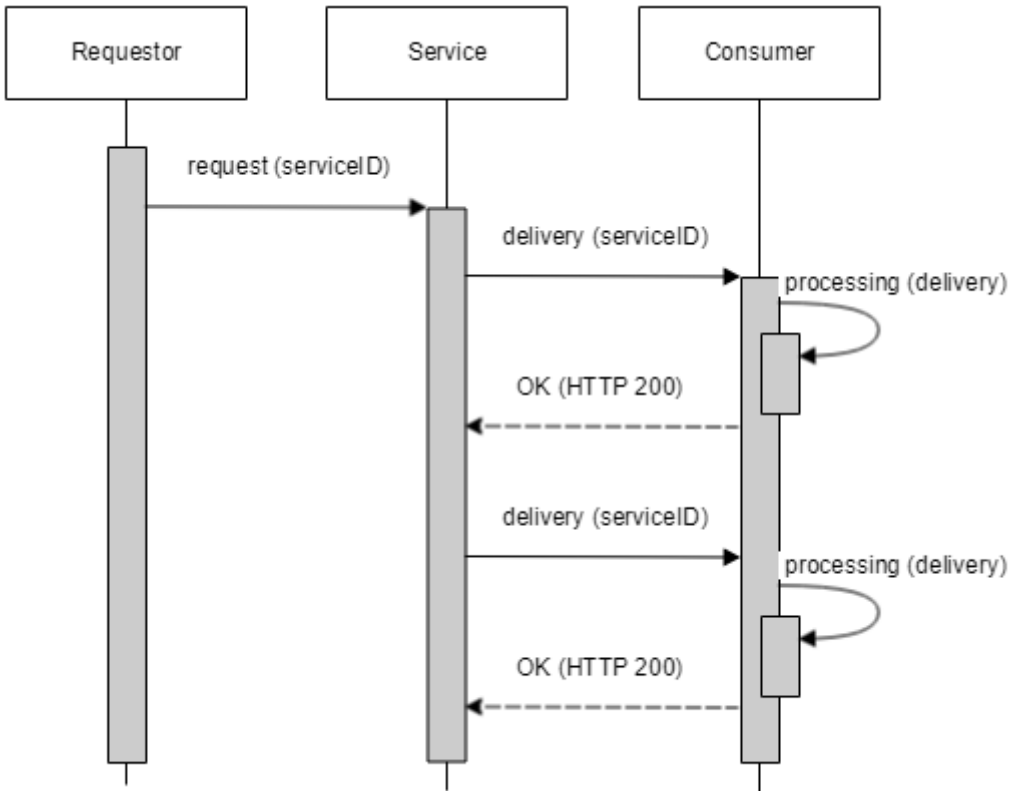 Requestor
Service
Consumer
request (serviceID)
delivery (serviceID)
processing (delivery)
OK (HTTP 200)
delivery (serviceID)
processing (delivery)
OK (HTTP 200)